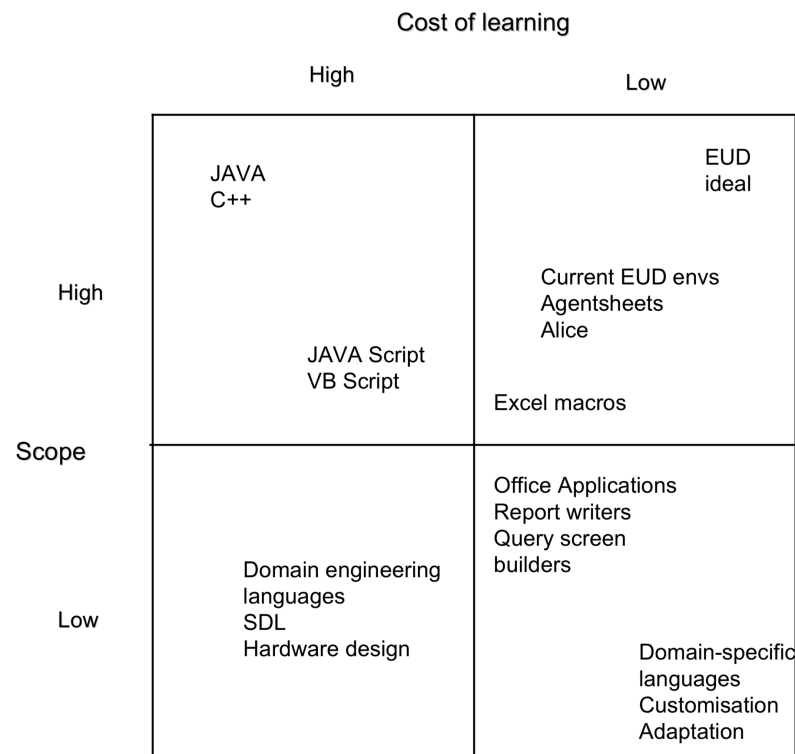 Cost of learning
High
Low
JAVA
C++
EUD
ideal
High
Current EUD envs
Agentsheets
Alice
JAVA Script
VB Script
Excel macros
Scope
Office Applications
Report writers
Query screen
builders
Low
Domain engineering
languages
SDL
Hardware design
Domain-specific
languages
Customisation
Adaptation